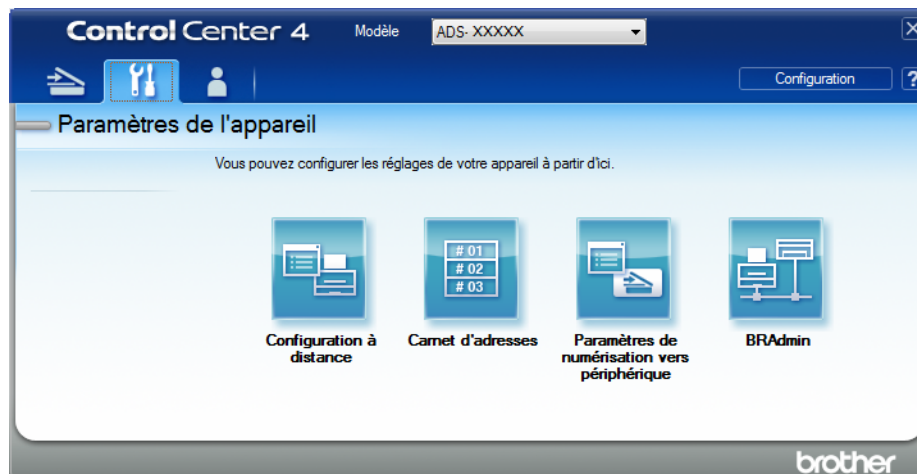 Control Center 4 Modèle ADS- XXXXX
X
Configuration ?
Paramètres de l'appareil
Vous pouvez configurer les réglages de votre appareil à partir d'ici.
# 01
# 02
# 03
Configuration à
distance
Carnet d'adresses
Paramètres de
numérisation vers
périphérique
BRAdmin
brother